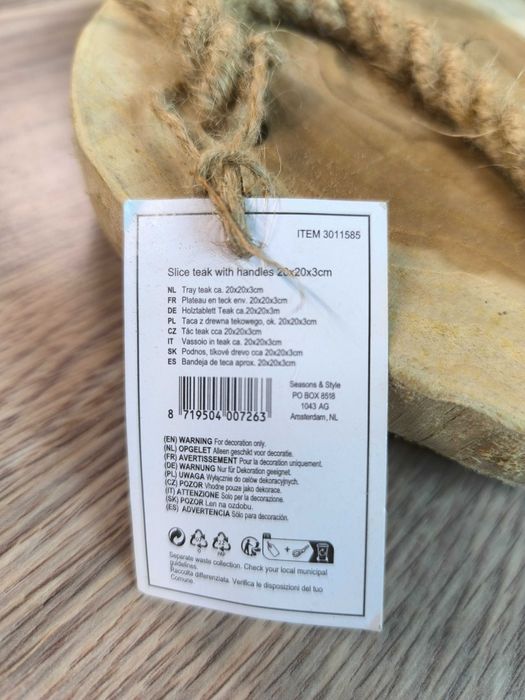 ITEM 3011585
Slice teak with handles 20x20x3cm
NL Tray teak ca. 20x20x3cm
FR Plateau en teck env. 20x20x3cm
DE Holztablett Teak ca.20x20x3m
PL Taca z drewna tekowego, ok. 20x20x3cm
CZ Tác teak cca 20x20x3cm
IT Vassoio in teak ca. 20x20x3cm
SK Podnos, tíkové drevo cca 20x20x3cm
ES Bandeja de teca aprox. 20x20x3cm
8 719504 007263
Seasons & Style
PO BOX 8518
1043 AG
Amsterdam, NL
(EN) WARNING For decoration only.
(NL) OPGELET Alleen geschikt voor decoratie.
(FR) AVERTISSEMENT Pour la decoration uniquement.
(DE) WARNUNG Nur für Dekoration geeignet.
(PL) UWAGA Wyłącznie do celów dekoracyjnych.
(CZ) POZOR Vhodné pouze jako dekorace.
(IT) ATTENZIONE Solo per la decorazione.
(SK) POZOR Len na ozdobu.
(ES) ADVERTENCIA Sólo para decoración.
Separate waste collection. Check your local municipal
guidelines.
Raccolta differenziata. Verifica le disposizioni del tuo
Comune.